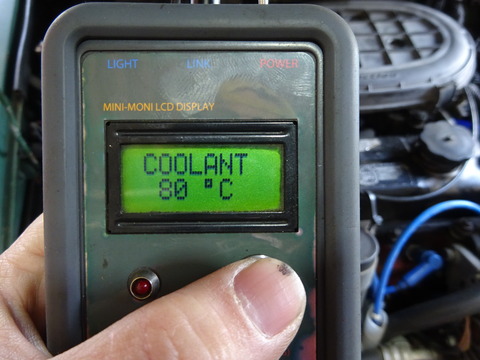 LIGHT LINK POWER
MINI-MONI LCD DISPLAY
COOLANT
80 °C